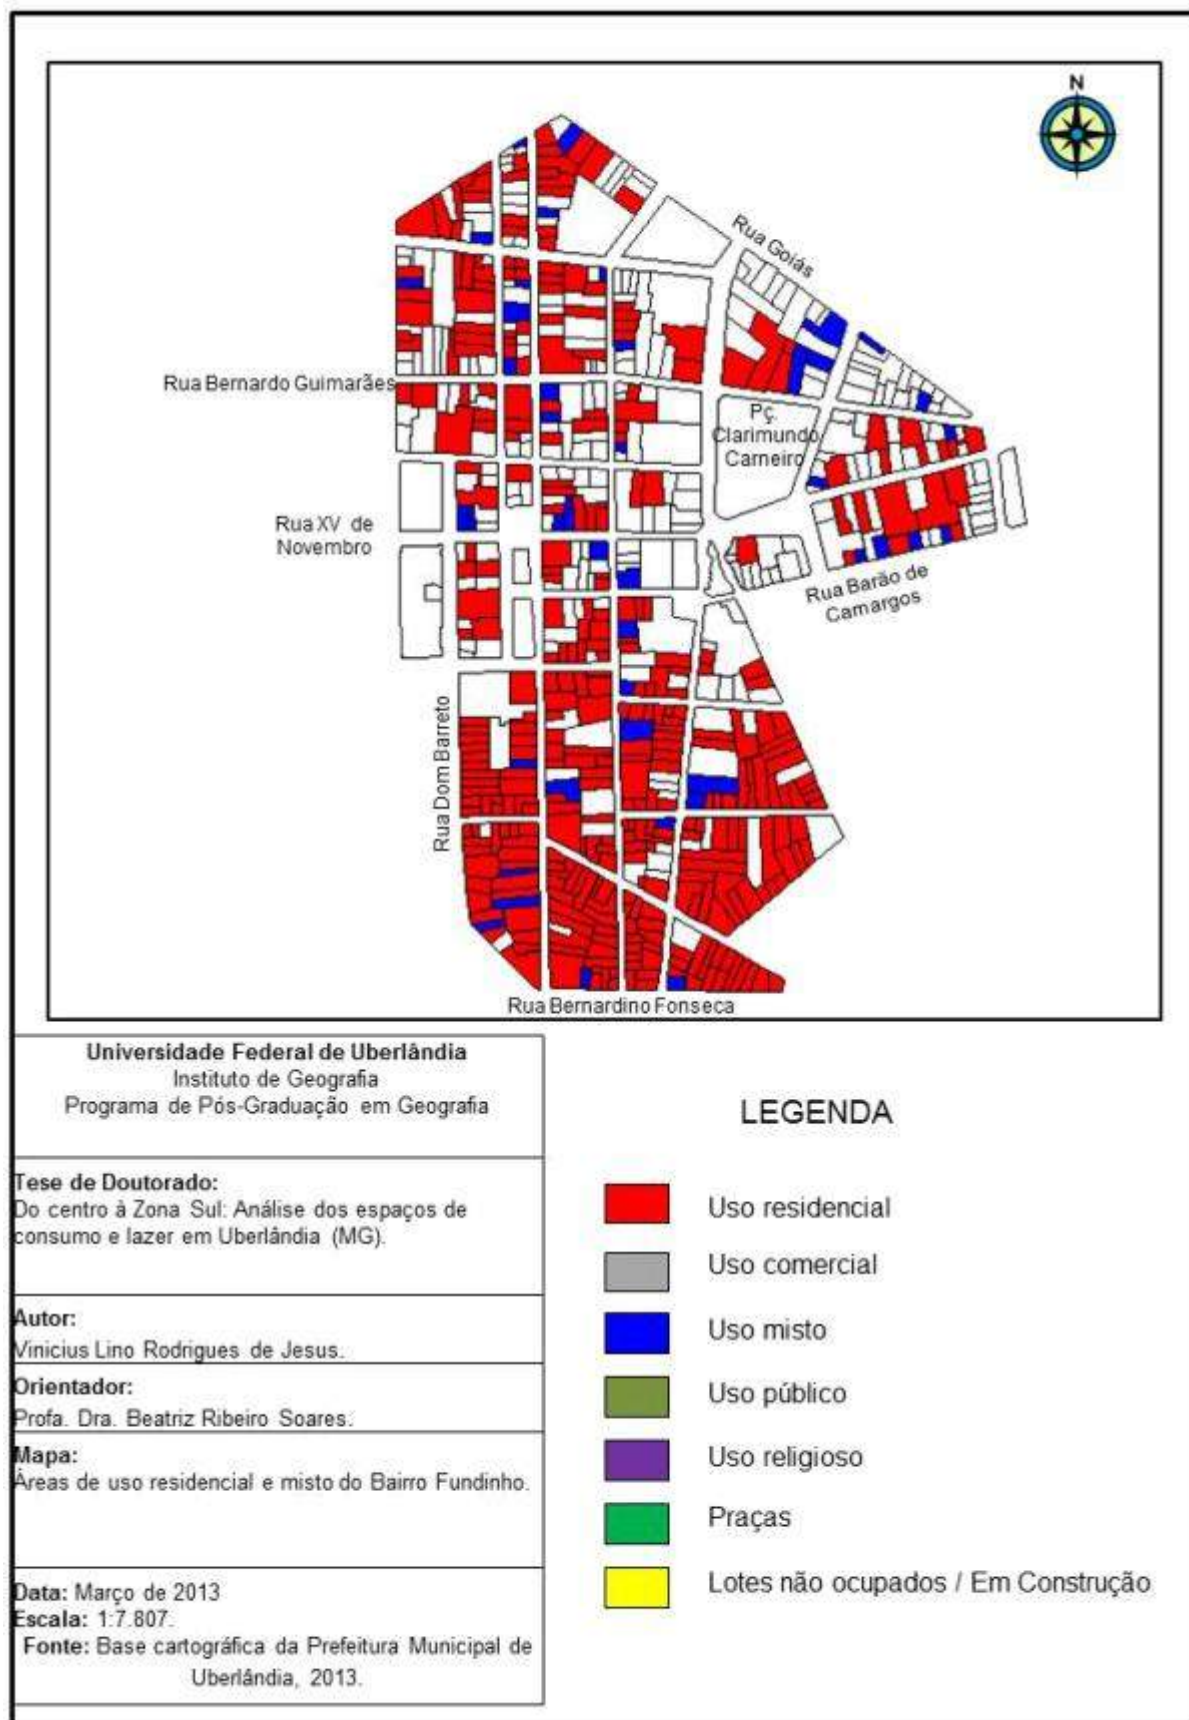 N
Rua Goiás
Rua Bernardo Guimarães
Pç.
Clarimundo
Carneiro
Rua XV de
Novembro
Rua Barão de
Camargos
Rua Dom Barreto
Rua Bernardino Fonseca
Universidade Federal de Uberlândia
Instituto de Geografia
Programa de Pós-Graduação em Geografia
Tese de Doutorado:
Do centro à Zona Sul: Análise dos espaços de
consumo e lazer em Uberlândia (MG).
Autor:
Vinicius Lino Rodrigues de Jesus.
Orientador:
Profa. Dra. Beatriz Ribeiro Soares.
Mapa:
Áreas de uso residencial e misto do Bairro Fundinho.
Data: Março de 2013
Escala: 1:7.807.
Fonte: Base cartográfica da Prefeitura Municipal de
Uberlândia, 2013.
LEGENDA
Uso residencial
Uso comercial
Uso misto
Uso público
Uso religioso
Praças
Lotes não ocupados / Em Construção